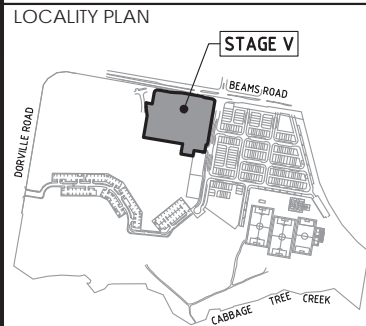 LOCALITY PLAN
STAGE V
BEAMS ROAD
DORVILLE ROAD
CABBAGE TREE CREEK